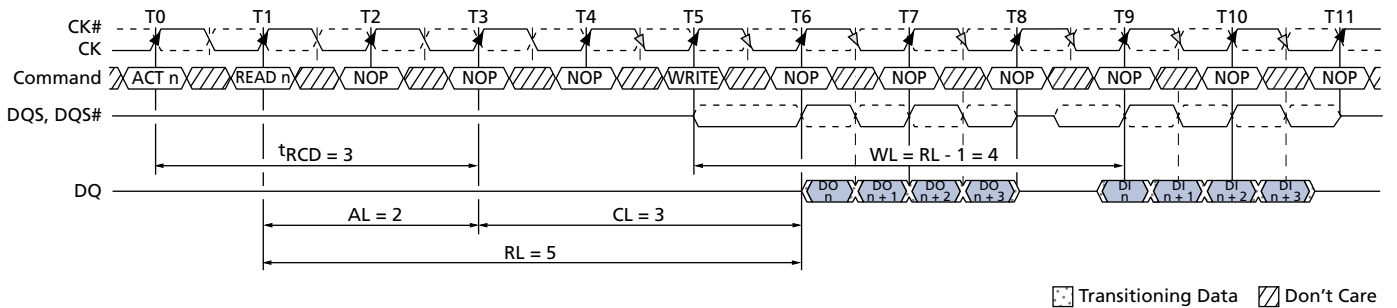 T0 T1 T2 T3 T4 T5 T6 T7 T8 T9 T10 T11
CK#
CK
Command ACT n READ n NOP NOP NOP WRITE NOP NOP NOP NOP NOP NOP
DQS, DQS#
tRCD = 3 WL = RL - 1 = 4
DQ DO n DO n + 1 DO n + 2 DO n + 3 DI n DI n + 1 DI n + 2 DI n + 3
AL = 2 CL = 3
RL = 5
Transitioning Data Don't Care